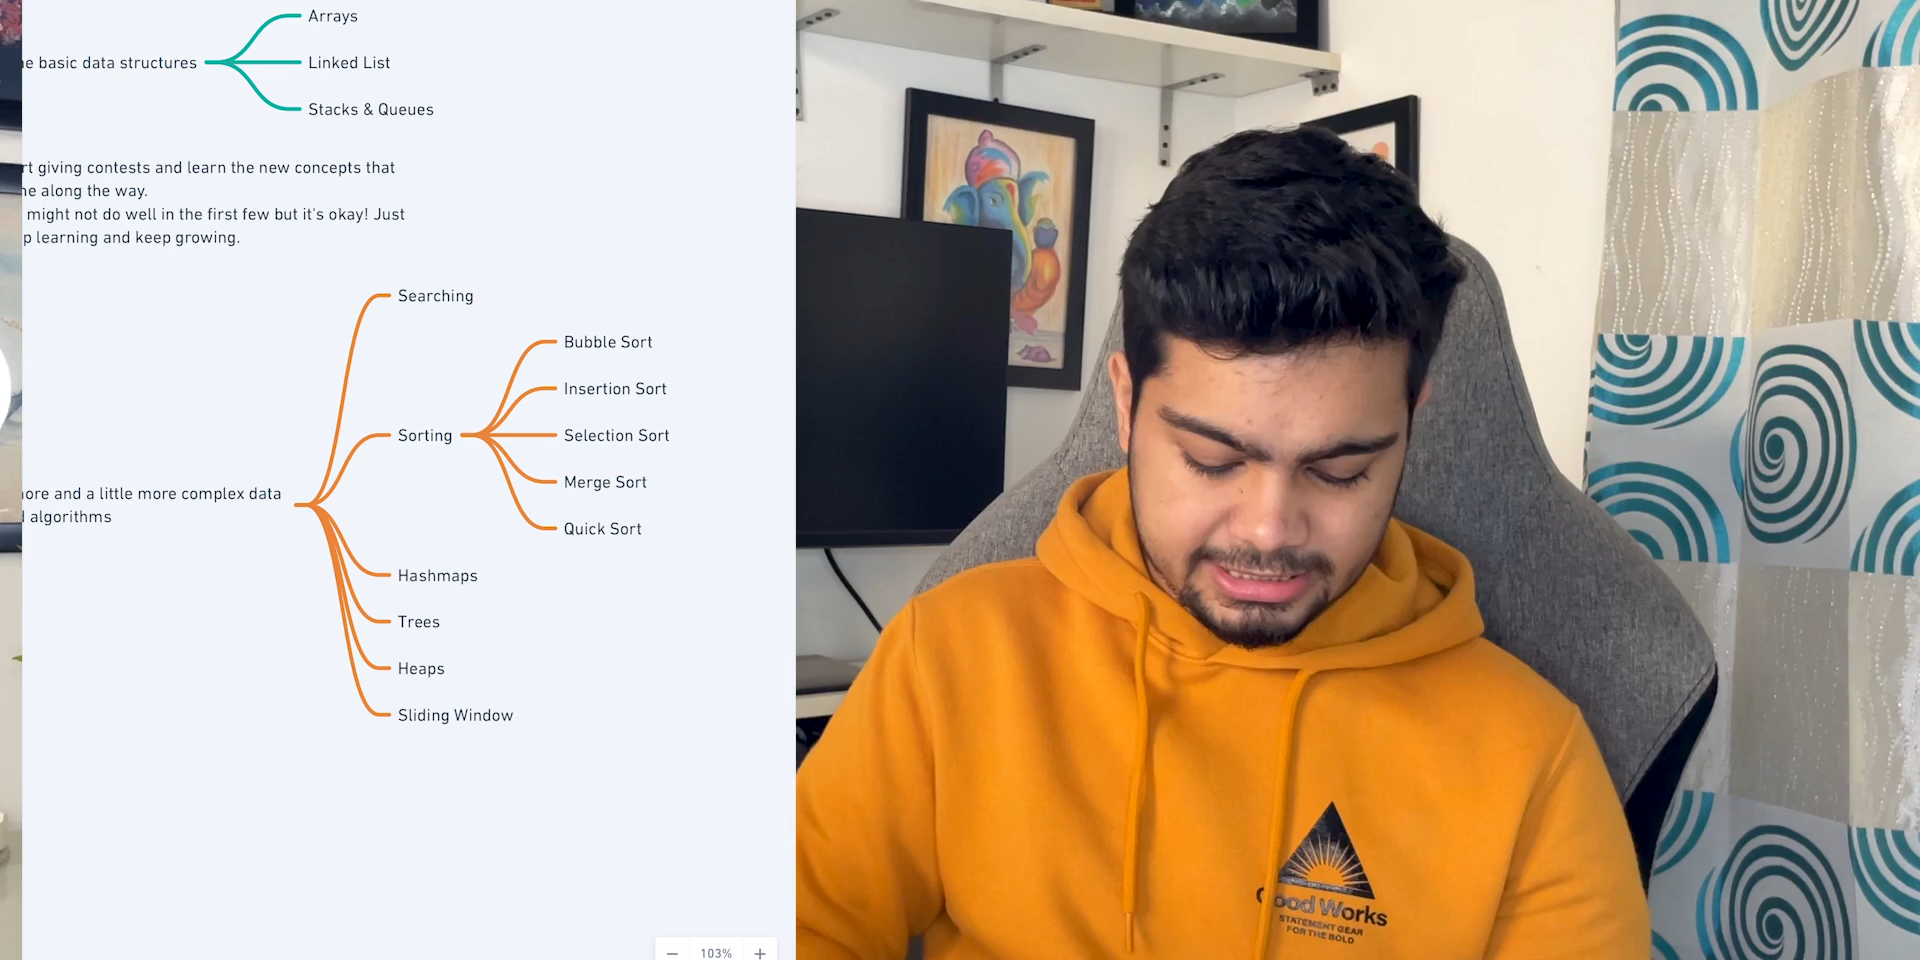 Arrays
basic data structures
Linked List
Stacks & Queues
giving contests and learn the new concepts that
along the way.
might not do well in the first few but it's okay! Just
learning and keep growing.
Searching
Bubble Sort
Insertion Sort
Sorting
Selection Sort
Merge Sort
and a little more complex data
algorithms
Quick Sort
Hashmaps
Trees
Heaps
Sliding Window
− 103% +
Good Works
STATEMENT GEAR
FOR THE BOLD